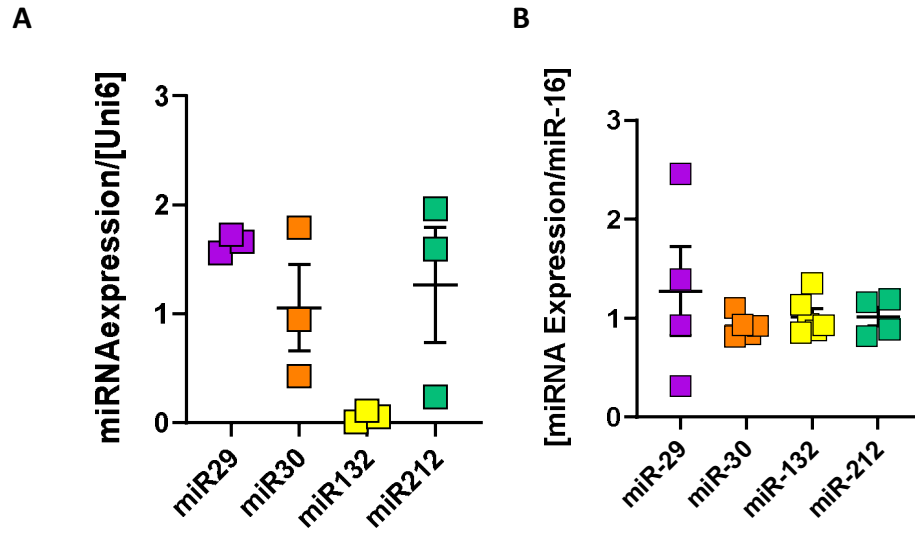 A
miRNAexpression/[Uni6]
3
2
1
0
miR29
miR30
miR132
miR212
B
[miRNA Expression/miR-16]
3
2
1
0
miR-29
miR-30
miR-132
miR-212